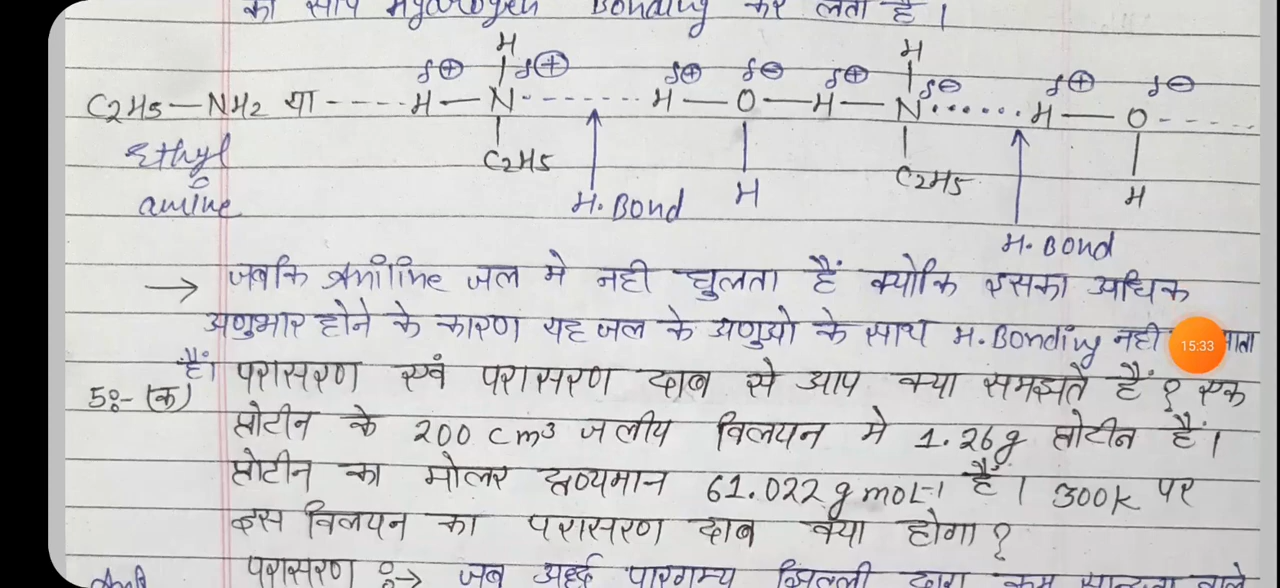 का साथ Hydrogen Bonding कर लेता है।
H H
δ⊕ δ⊕ δ⊕ δ⊖ δ⊕ δ⊖ δ⊕ δ⊖
C2H5—NH2 या ----H—N-------H—O—H—N......H—O----
Ethyl amine
C2H5 H C2H5 H
H. Bond H. Bond
→ जबकि Aniline जल मे नही घुलता हैं क्योकि इसका अधिक
अणुभार होने के कारण यह जल के अणुओ के साथ H. Bonding नही
15:33
हैं।
5:- (क) परासरण एवं परासरण दाब से आप क्या समझते हैं ? एक
प्रोटीन के 200 cm3 जलीय विलयन मे 1.26g प्रोटीन हैं।
प्रोटीन का मोलर द्रव्यमान 61.022 g moL-1 हैं। 300k पर
इस विलयन का परासरण दाब क्या होगा ?
परासरण :→ जब अर्द्ध पारगम्य झिल्ली द्वारा कम